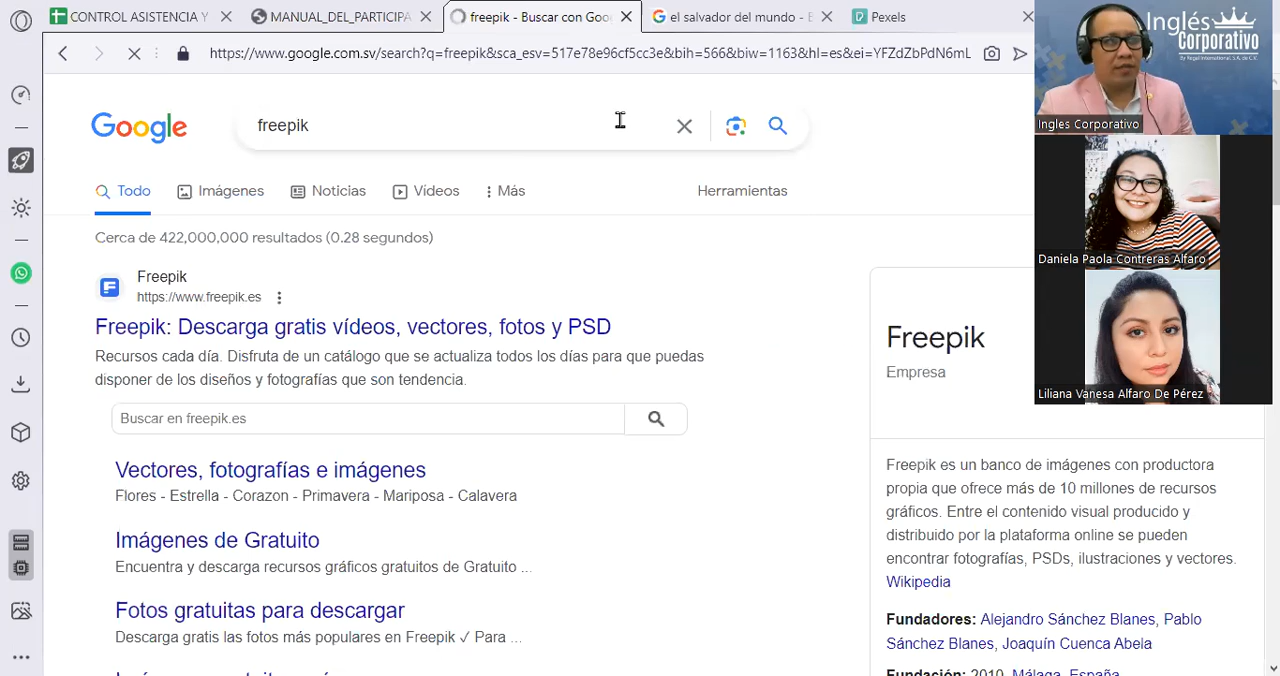 CONTROL ASISTENCIA Y
MANUAL_DEL_PARTICIPA
freepik - Buscar con Goo
el salvador del mundo - B
Pexels
https://www.google.com.sv/search?q=freepik&sca_esv=517e78e96cf5cc3e&bih=566&biw=1163&hl=es&ei=YFZdZbPdN6mL
Inglés
Corporativo
By Regal International, S.A. de C.V.
Ingles Corporativo
Daniela Paola Contreras Alfaro
Liliana Vanesa Alfaro De Pérez
Google
freepik
Todo
Imágenes
Noticias
Videos
Más
Herramientas
Cerca de 422,000,000 resultados (0.28 segundos)
Freepik
https://www.freepik.es
Freepik: Descarga gratis vídeos, vectores, fotos y PSD
Recursos cada día. Disfruta de un catálogo que se actualiza todos los días para que puedas
disponer de los diseños y fotografías que son tendencia.
Buscar en freepik.es
Vectores, fotografías e imágenes
Flores - Estrella - Corazon - Primavera - Mariposa - Calavera
Imágenes de Gratuito
Encuentra y descarga recursos gráficos gratuitos de Gratuito ...
Fotos gratuitas para descargar
Descarga gratis las fotos más populares en Freepik ✓ Para ...
Freepik
Empresa
Freepik es un banco de imágenes con productora
propia que ofrece más de 10 millones de recursos
gráficos. Entre el contenido visual producido y
distribuido por la plataforma online se pueden
encontrar fotografías, PSDs, ilustraciones y vectores.
Wikipedia
Fundadores: Alejandro Sánchez Blanes, Pablo
Sánchez Blanes, Joaquín Cuenca Abela
Fundación: 2010, Málaga, España